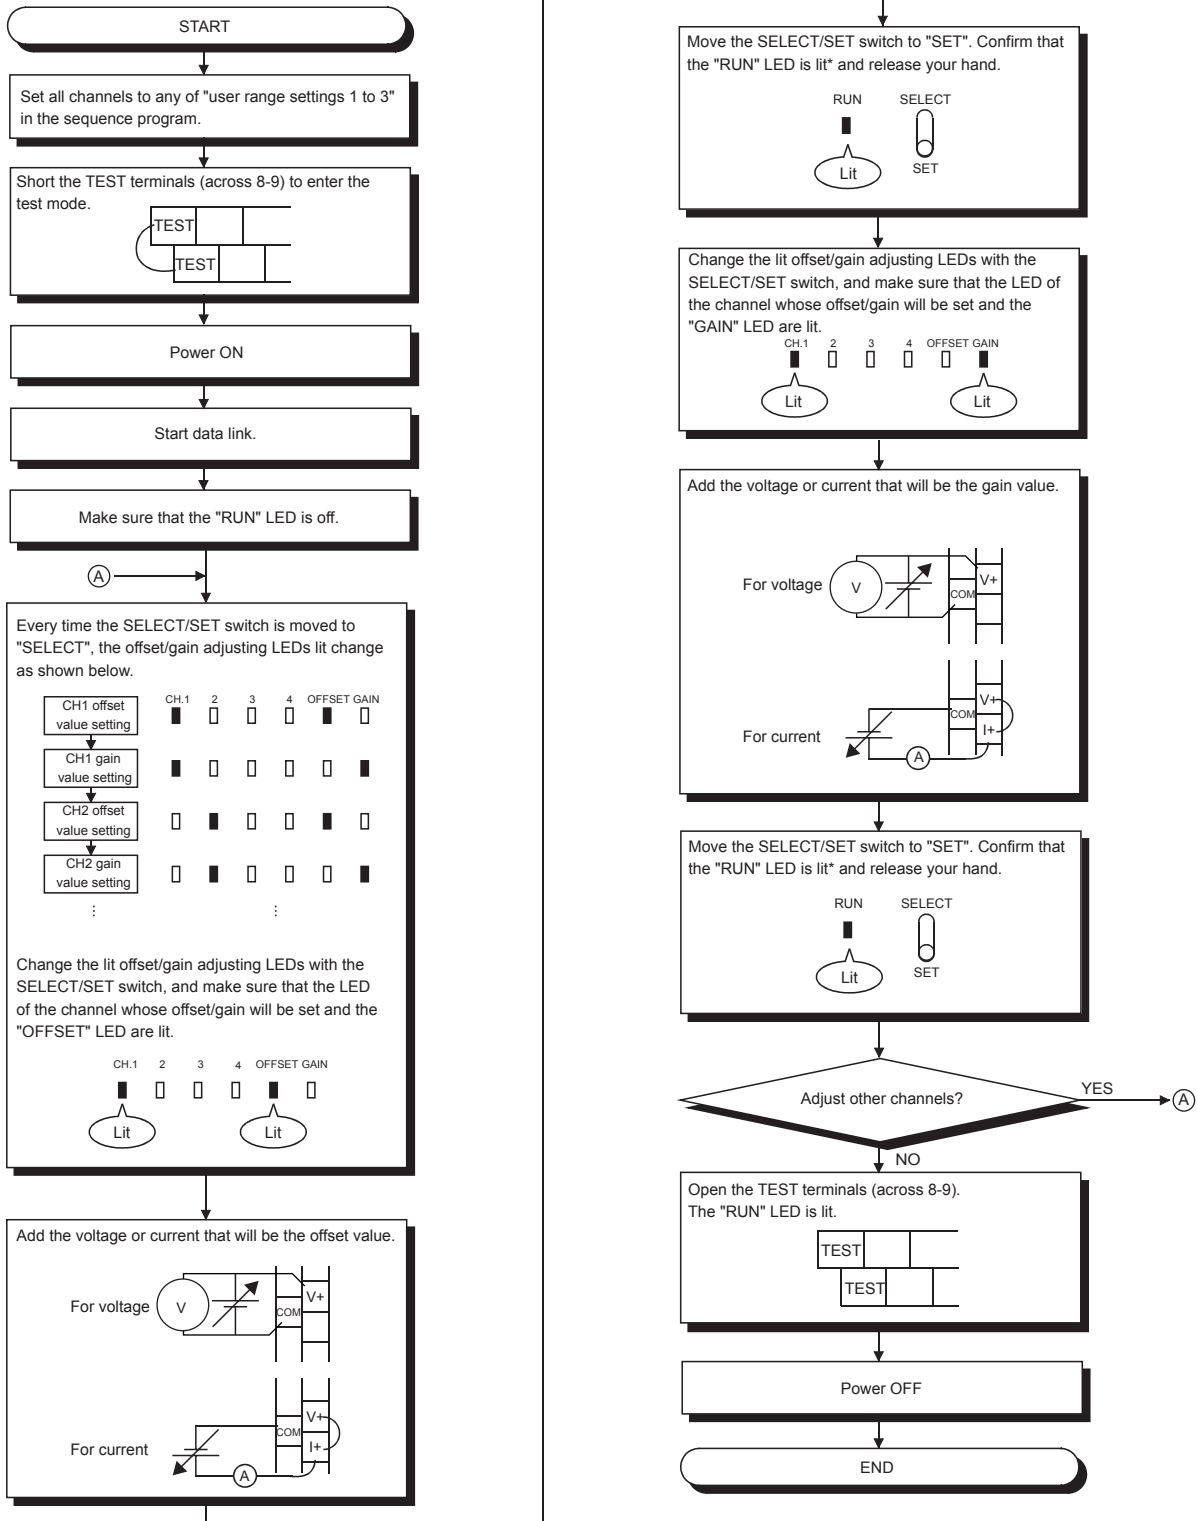 START
Set all channels to any of "user range settings 1 to 3"
in the sequence program.
Short the TEST terminals (across 8-9) to enter the
test mode.
TEST
TEST
Power ON
Start data link.
Make sure that the "RUN" LED is off.
A
Every time the SELECT/SET switch is moved to
"SELECT", the offset/gain adjusting LEDs lit change
as shown below.
CH1 offset
value setting
CH.1 2 3 4 OFFSET GAIN
CH1 gain
value setting
CH2 offset
value setting
CH2 gain
value setting
Change the lit offset/gain adjusting LEDs with the
SELECT/SET switch, and make sure that the LED
of the channel whose offset/gain will be set and the
"OFFSET" LED are lit.
CH.1 2 3 4 OFFSET GAIN
Lit Lit
Add the voltage or current that will be the offset value.
For voltage V COM V+
For current A COM V+ I+
Move the SELECT/SET switch to "SET". Confirm that
the "RUN" LED is lit* and release your hand.
RUN SELECT
Lit SET
Change the lit offset/gain adjusting LEDs with the
SELECT/SET switch, and make sure that the LED of
the channel whose offset/gain will be set and the
"GAIN" LED are lit.
CH.1 2 3 4 OFFSET GAIN
Lit Lit
Add the voltage or current that will be the gain value.
For voltage V COM V+
For current A COM V+ I+
Move the SELECT/SET switch to "SET". Confirm that
the "RUN" LED is lit* and release your hand.
RUN SELECT
Lit SET
Adjust other channels?
YES
A
NO
Open the TEST terminals (across 8-9).
The "RUN" LED is lit.
TEST
TEST
Power OFF
END